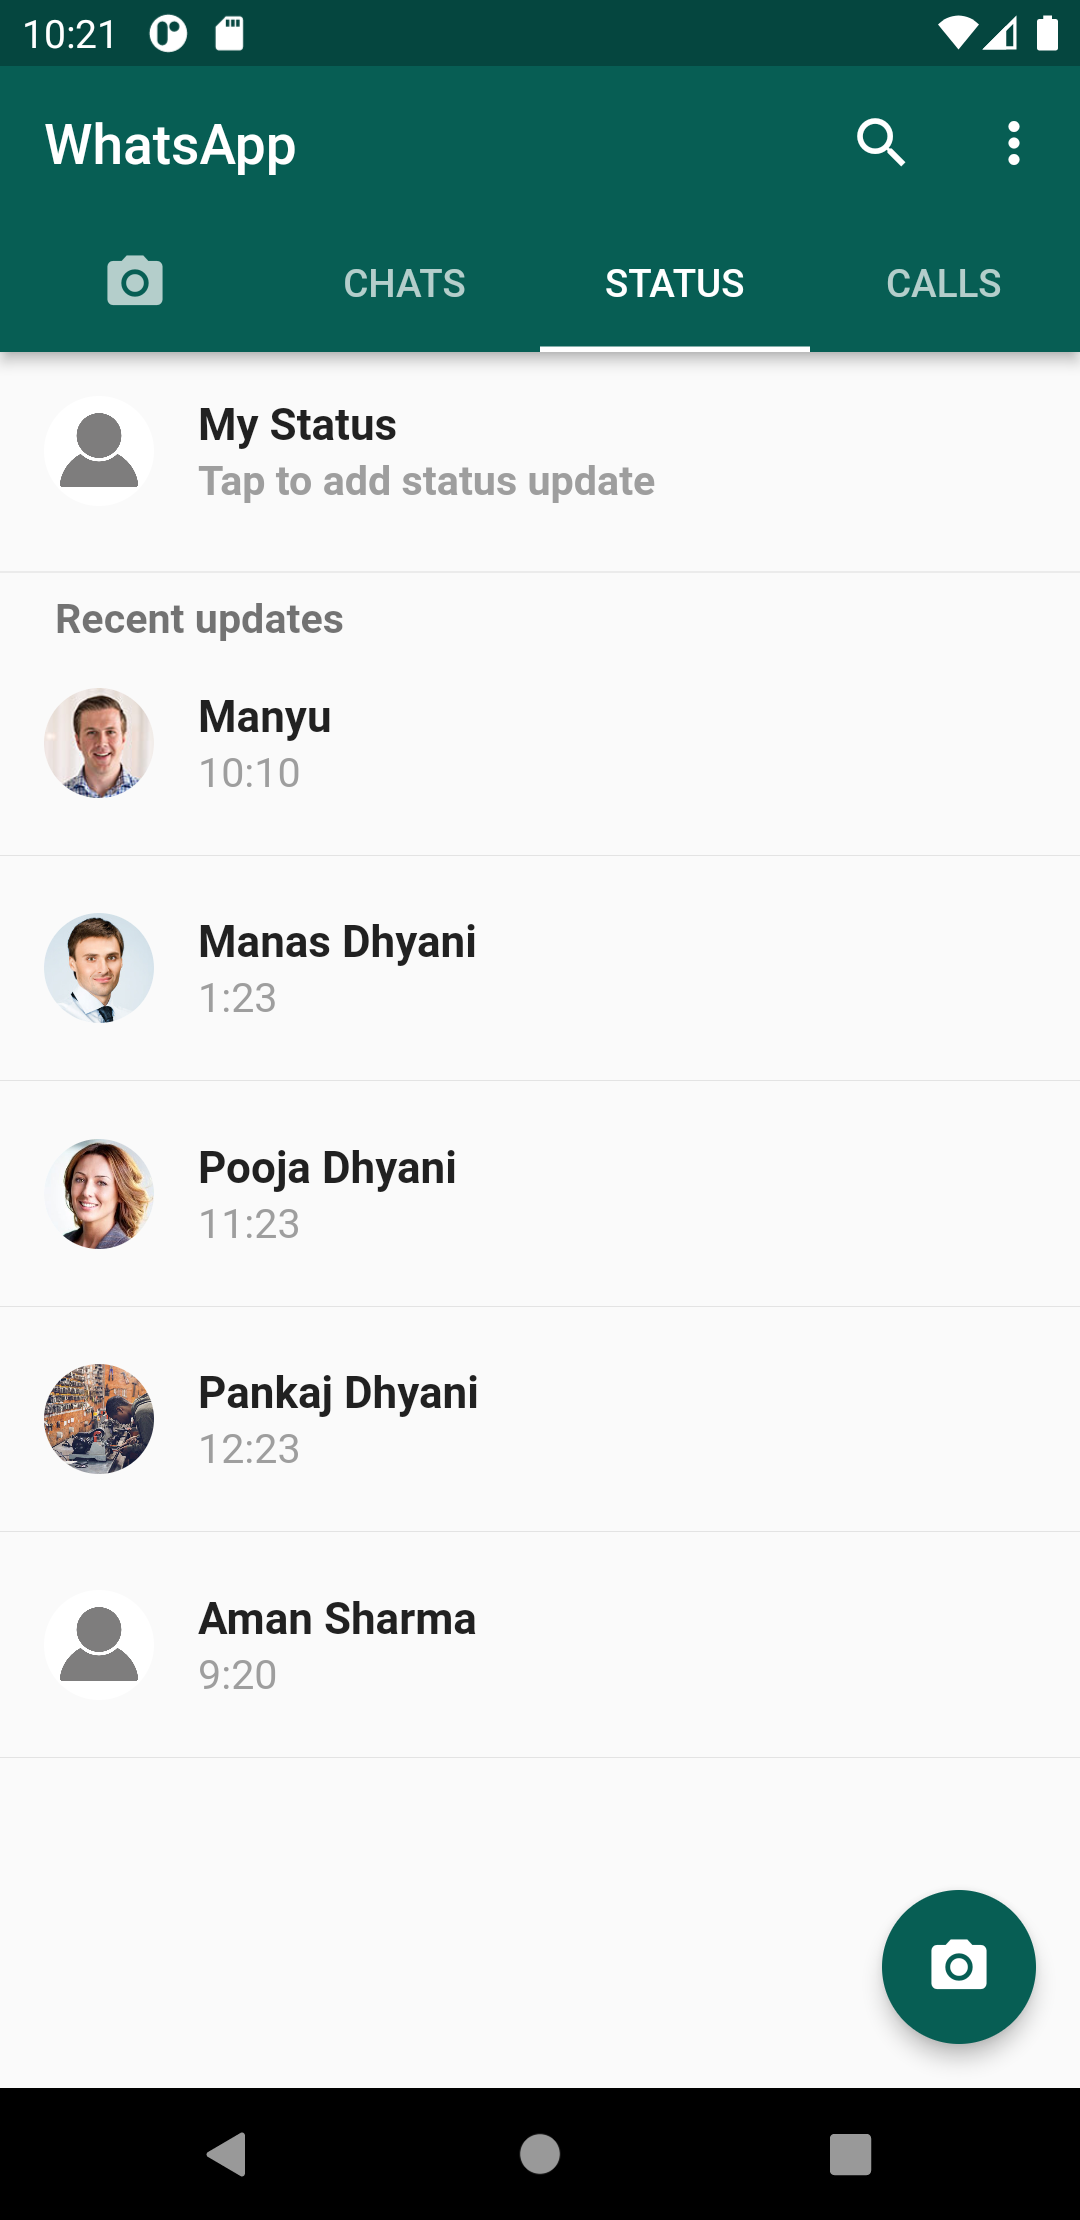 10:21
WhatsApp
CHATS
STATUS
CALLS
My Status
Tap to add status update
Recent updates
Manyu
10:10
Manas Dhyani
1:23
Pooja Dhyani
11:23
Pankaj Dhyani
12:23
Aman Sharma
9:20